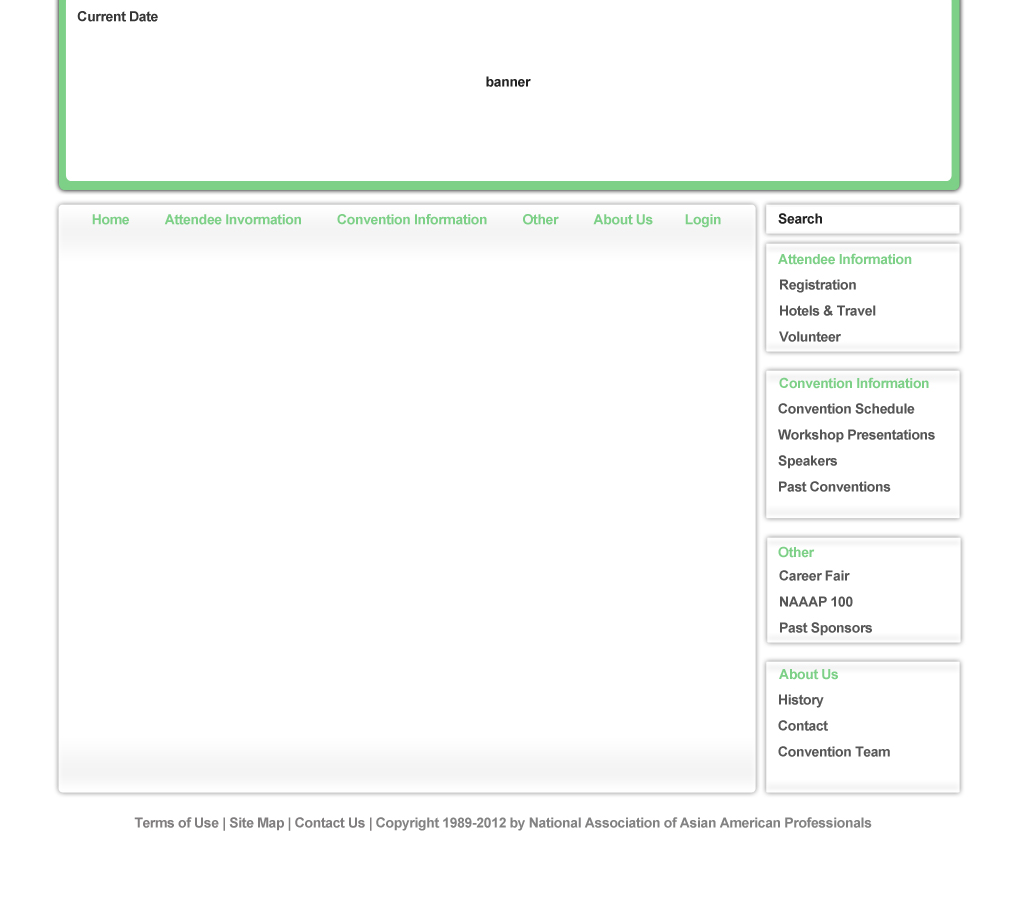 Current Date
banner
Home Attendee Invormation Convention Information Other About Us Login
Search
Attendee Information
Registration
Hotels & Travel
Volunteer
Convention Information
Convention Schedule
Workshop Presentations
Speakers
Past Conventions
Other
Career Fair
NAAAP 100
Past Sponsors
About Us
History
Contact
Convention Team
Terms of Use | Site Map | Contact Us | Copyright 1989-2012 by National Association of Asian American Professionals